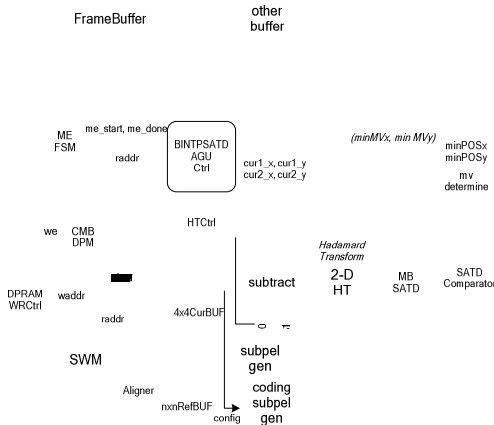 FrameBuffer
other
buffer
ME
FSM
me_start, me_done
raddr
BINTPSATD
AGU
Ctrl
cur1_x, cur1_y
cur2_x, cur2_y
(minMVx, min MVy)
minPOSx
minPOSy
mv
determine
HTCtrl
we
CMB
DPM
Hadamard
Transform
2-D
HT
subtract
MB
SATD
SATD
Comparator
DPRAM
WRCtrl
waddr
raddr
4x4CurBUF
0
SWM
subpel
gen
Aligner
nxnRefBUF
coding
subpel
gen
config